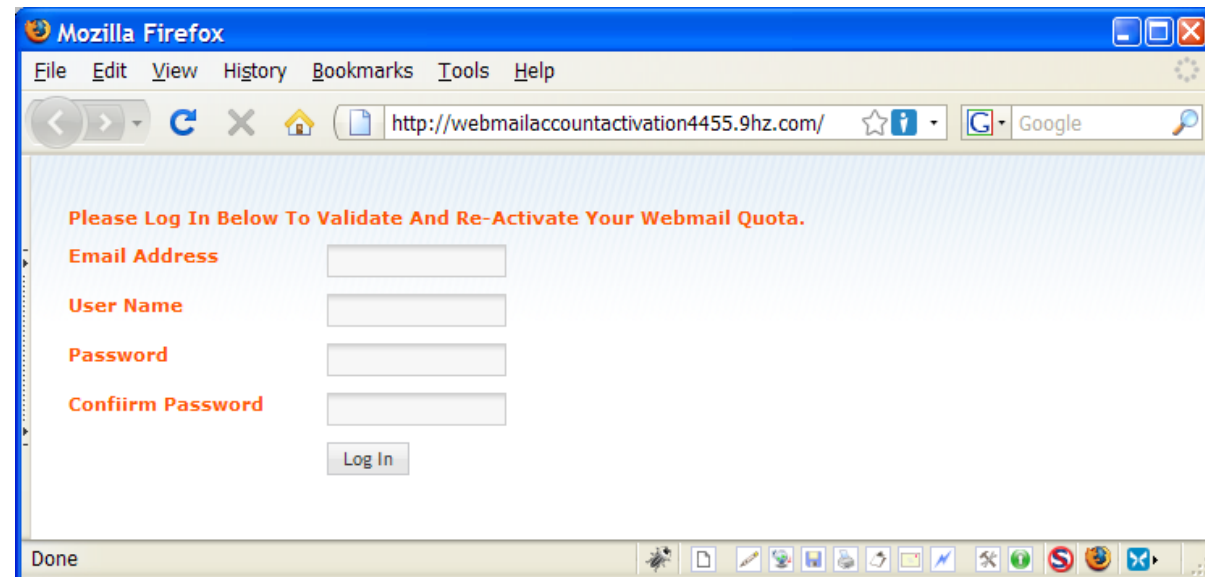 Mozilla Firefox
File Edit View History Bookmarks Tools Help
http://webmailaccountactivation4455.9hz.com/ G Google
Please Log In Below To Validate And Re-Activate Your Webmail Quota.
Email Address
User Name
Password
Confiirm Password
Log In
Done